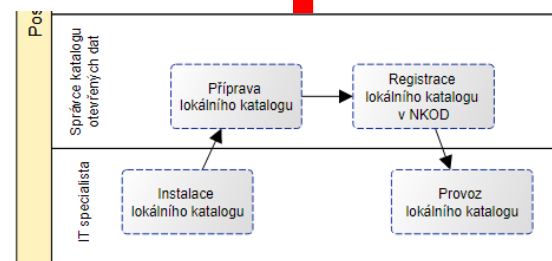 Pos
Správce katalogu
otevřených dat
Příprava
lokálního katalogu
Registrace
lokálního katalogu
v NKOD
IT specialista
Instalace
lokálního katalogu
Provoz
lokálního katalogu